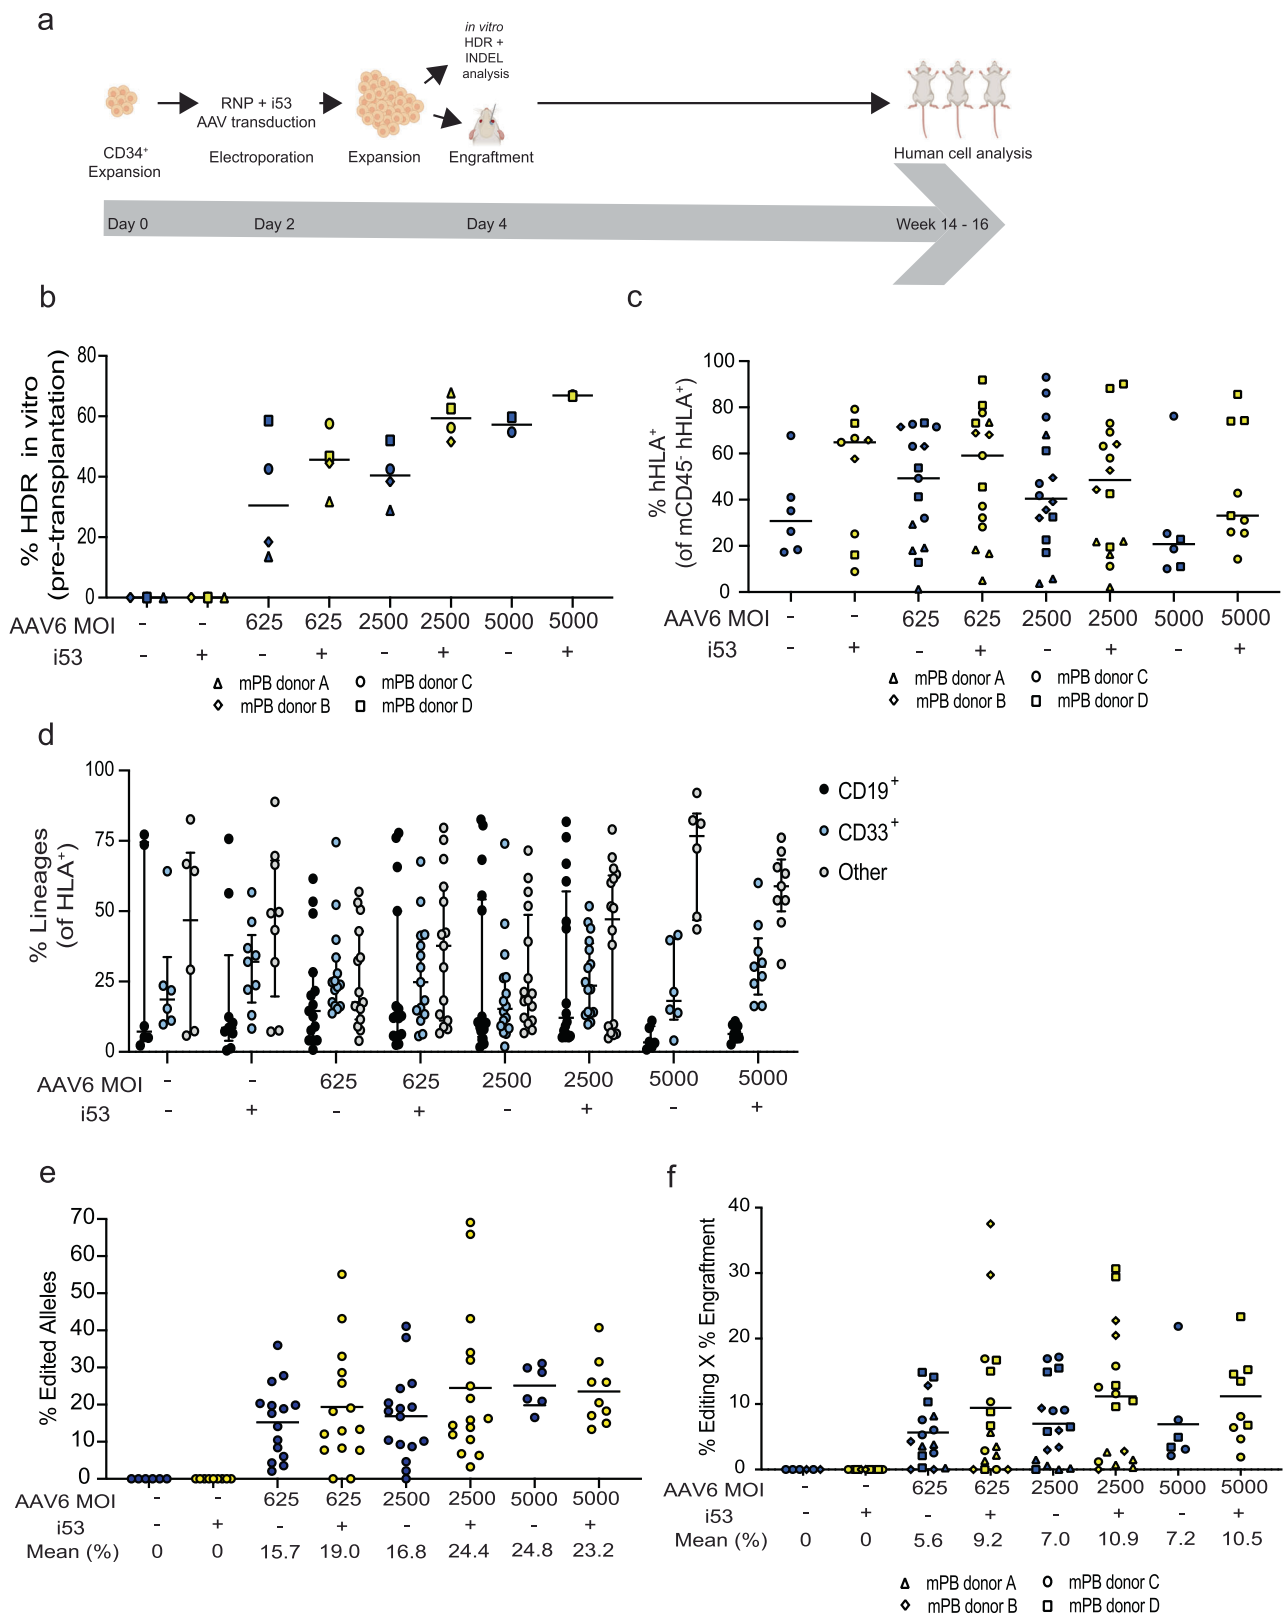 a
in vitro
HDR +
INDEL
analysis
RNP + i53
AAV transduction
CD34+
Expansion
Electroporation
Expansion
Engraftment
Human cell analysis
Day 0
Day 2
Day 4
Week 14 - 16
b
% HDR in vitro
(pre-transplantation)
80
60
40
20
0
AAV6 MOI - - 625 625 2500 2500 5000 5000
i53 - + - + - + - +
mPB donor A mPB donor C
mPB donor B mPB donor D
c
% hHLA+
(of mCD45- hHLA+)
100
80
60
40
20
0
AAV6 MOI - - 625 625 2500 2500 5000 5000
i53 - + - + - + - +
mPB donor A mPB donor C
mPB donor B mPB donor D
d
% Lineages
(of HLA+)
100
75
50
25
0
CD19+
CD33+
Other
AAV6 MOI - - 625 625 2500 2500 5000 5000
i53 - + - + - + - +
e
% Edited Alleles
70
60
50
40
30
20
10
0
AAV6 MOI - - 625 625 2500 2500 5000 5000
i53 - + - + - + - +
Mean (%) 0 0 15.7 19.0 16.8 24.4 24.8 23.2
f
% Editing X % Engraftment
40
30
20
10
0
AAV6 MOI - - 625 625 2500 2500 5000 5000
i53 - + - + - + - +
Mean (%) 0 0 5.6 9.2 7.0 10.9 7.2 10.5
mPB donor A mPB donor C
mPB donor B mPB donor D